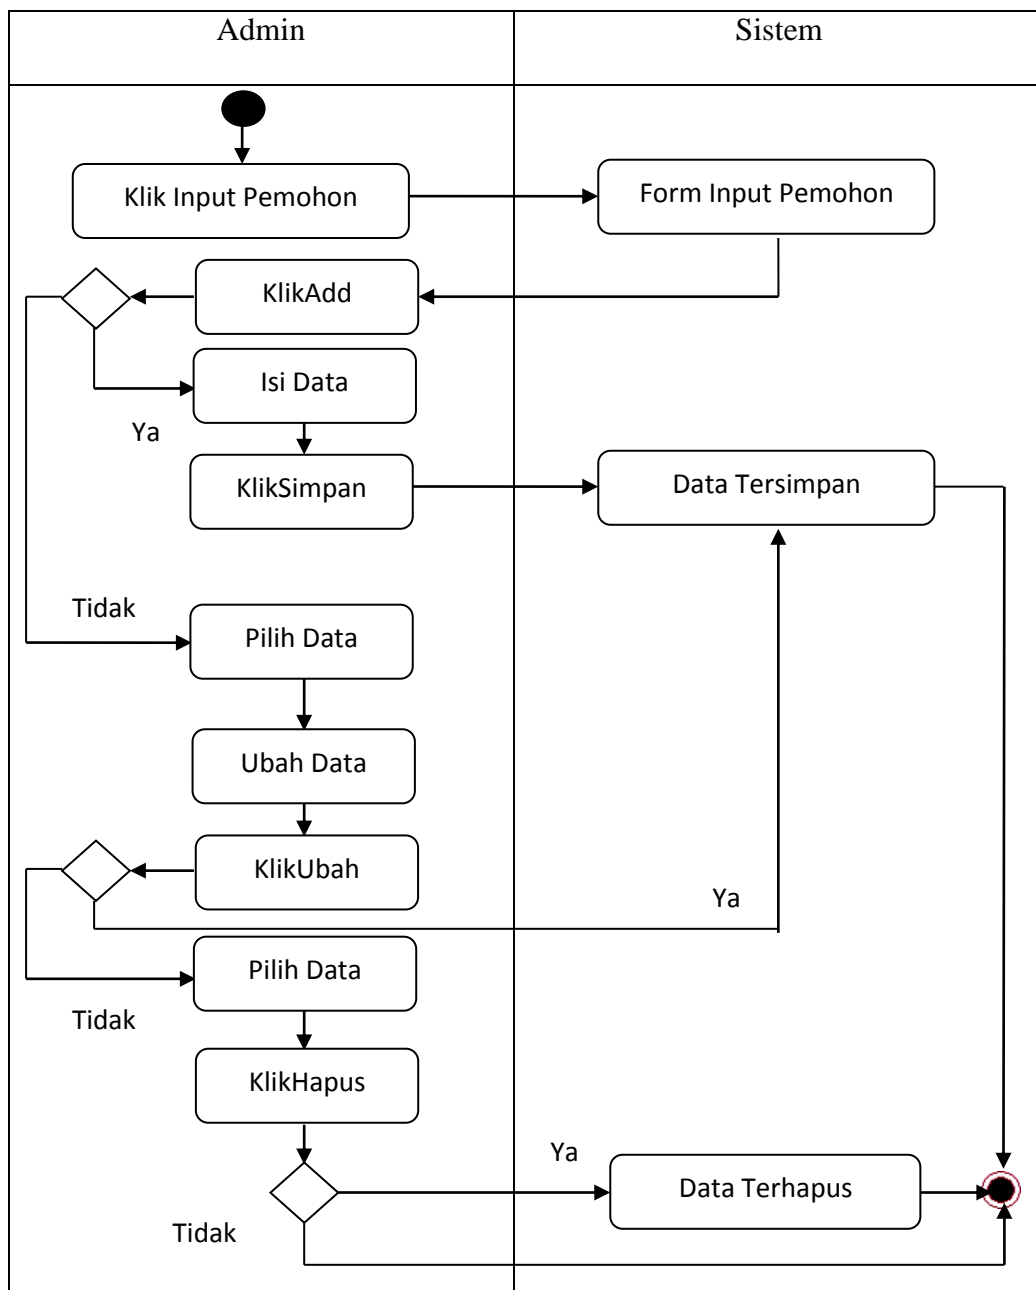 Admin
Sistem
Klik Input Pemohon
Form Input Pemohon
KlikAdd
Isi Data
Ya
KlikSimpan
Data Tersimpan
Tidak
Pilih Data
Ubah Data
KlikUbah
Ya
Pilih Data
Tidak
KlikHapus
Ya
Data Terhapus
Tidak